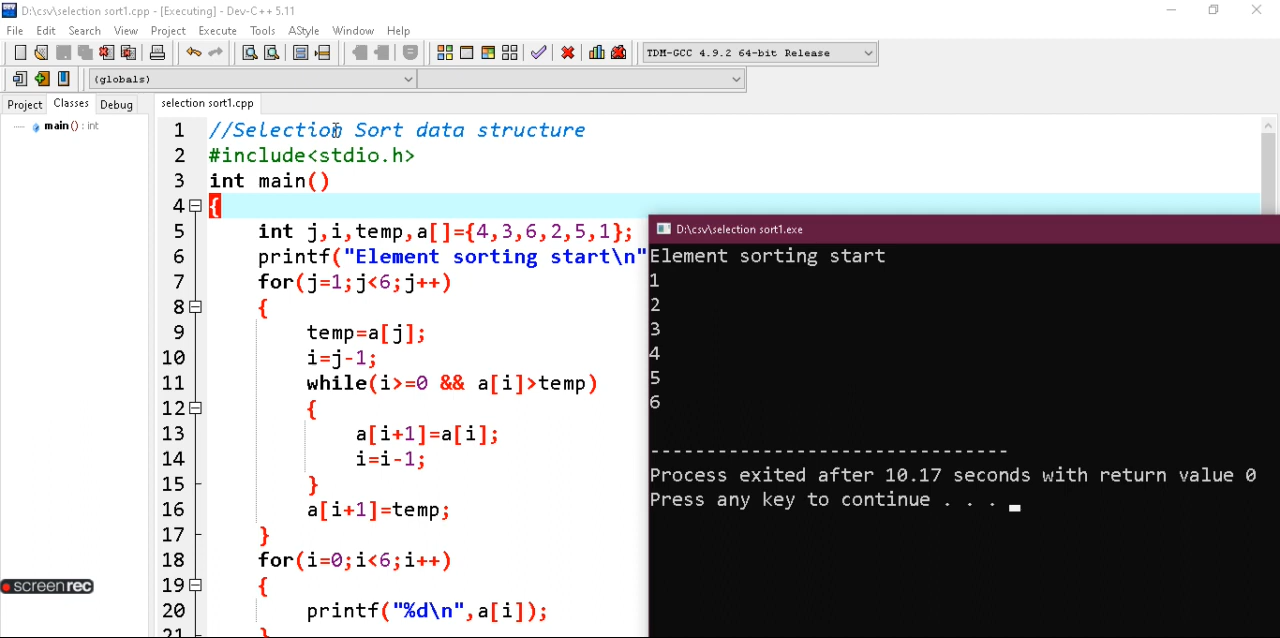 D:\csv\selection sort1.cpp - [Executing] - Dev-C++ 5.11
File Edit Search View Project Execute Tools AStyle Window Help
TDM-GCC 4.9.2 64-bit Release
(globals)
Project Classes Debug
selection sort1.cpp
main () : int
1 //Selection Sort data structure
2 #include<stdio.h>
3 int main()
4 {
5 int j,i,temp,a[]={4,3,6,2,5,1};
6 printf("Element sorting start\n"
7 for(j=1;j<6;j++)
8 {
9 temp=a[j];
10 i=j-1;
11 while(i>=0 && a[i]>temp)
12 {
13 a[i+1]=a[i];
14 i=i-1;
15 }
16 a[i+1]=temp;
17 }
18 for(i=0;i<6;i++)
19 {
20 printf("%d\n",a[i]);
21 }
D:\csv\selection sort1.exe
Element sorting start
1
2
3
4
5
6
--------------------------------
Process exited after 10.17 seconds with return value 0
Press any key to continue . . .
screenrec